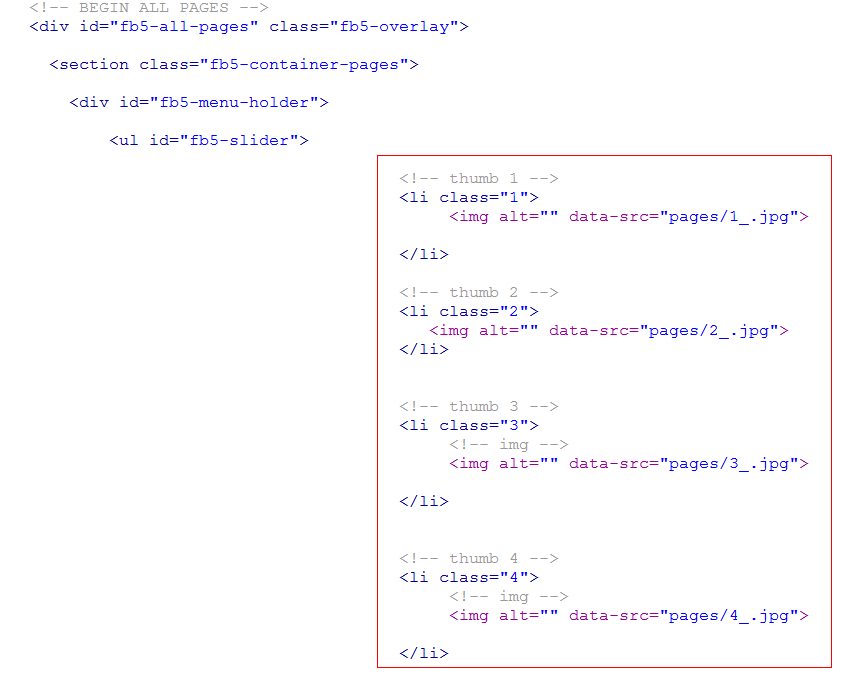 <!-- BEGIN ALL PAGES -->
<div id="fb5-all-pages" class="fb5-overlay">
<section class="fb5-container-pages">
<div id="fb5-menu-holder">
<ul id="fb5-slider">
<!-- thumb 1 -->
<li class="1">
<img alt="" data-src="pages/1_.jpg">
</li>
<!-- thumb 2 -->
<li class="2">
<img alt="" data-src="pages/2_.jpg">
</li>
<!-- thumb 3 -->
<li class="3">
<!-- img -->
<img alt="" data-src="pages/3_.jpg">
</li>
<!-- thumb 4 -->
<li class="4">
<!-- img -->
<img alt="" data-src="pages/4_.jpg">
</li>